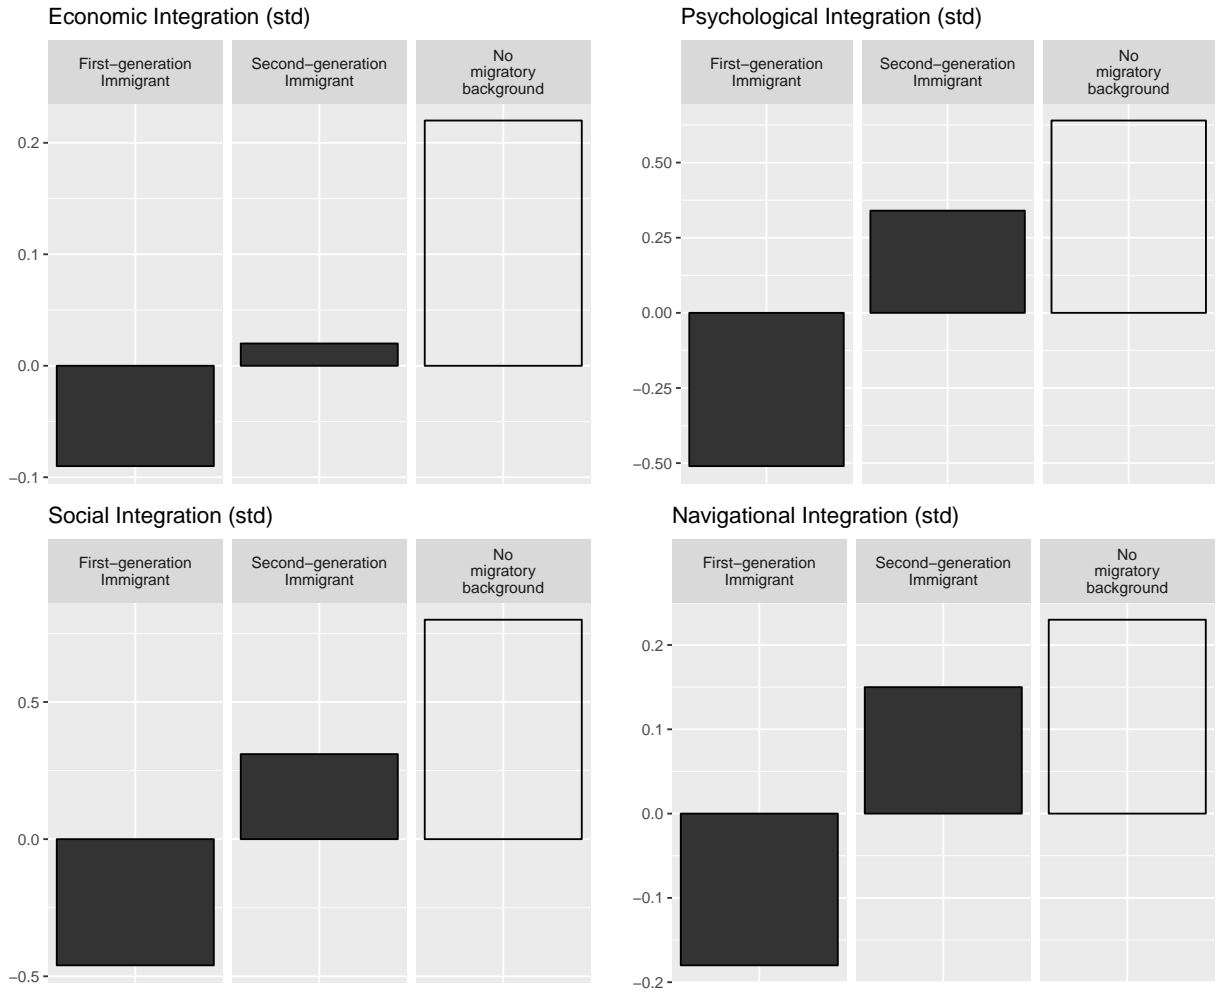 Economic Integration (std)
First−generation
Immigrant
Second−generation
Immigrant
No
migratory
background
0.2
0.1
0.0
−0.1
Psychological Integration (std)
First−generation
Immigrant
Second−generation
Immigrant
No
migratory
background
0.50
0.25
0.00
−0.25
−0.50
Social Integration (std)
First−generation
Immigrant
Second−generation
Immigrant
No
migratory
background
0.5
0.0
−0.5
Navigational Integration (std)
First−generation
Immigrant
Second−generation
Immigrant
No
migratory
background
0.2
0.1
0.0
−0.1
−0.2